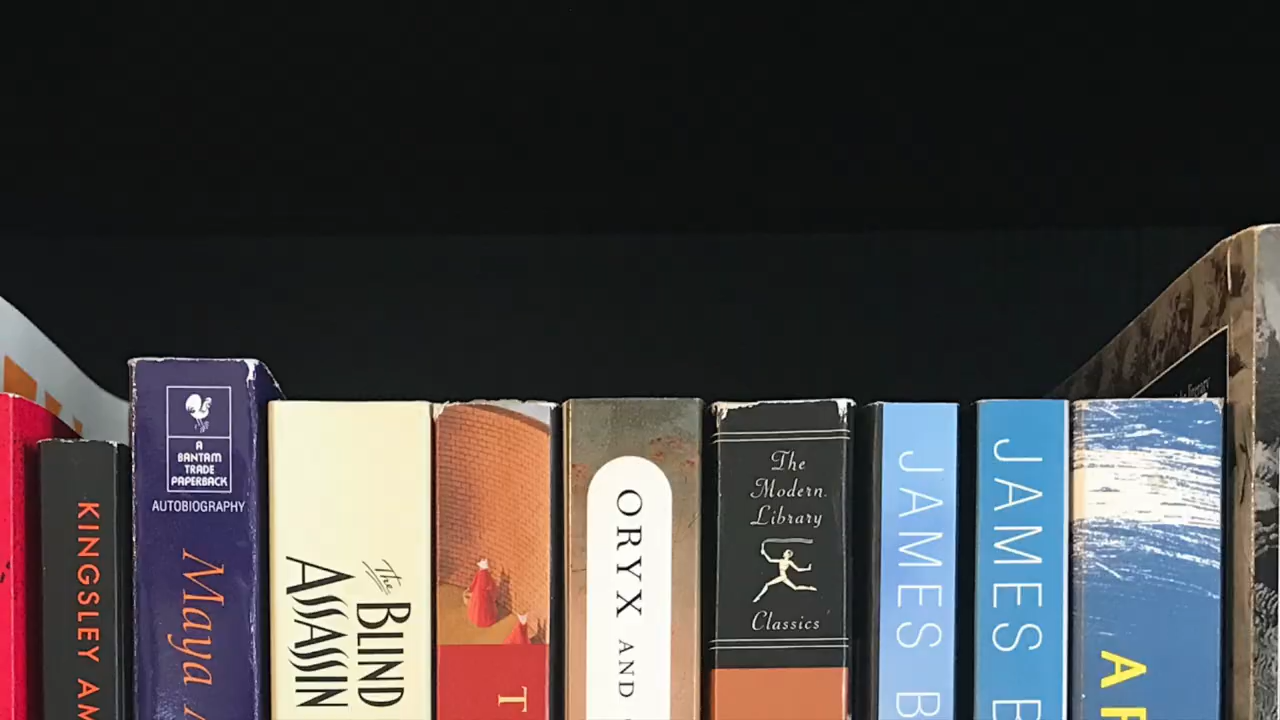 KINGSLEY AM
A
BANTAM
TRADE
PAPERBACK
AUTOBIOGRAPHY
Maya
The
BLIND
ASSASSIN
T
ORYX AND
The
Modern
Library
Classics
JAMES B
JAMES B
A